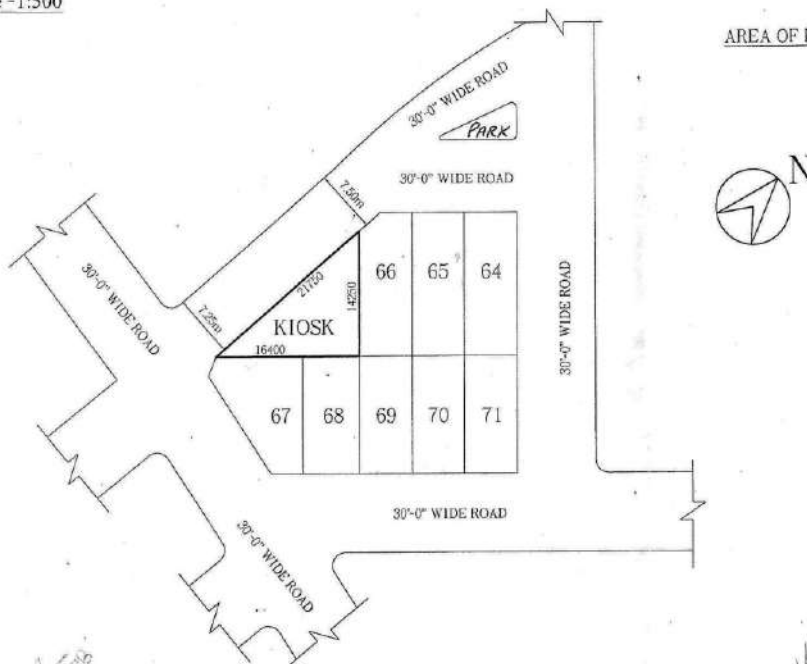 -1:500
AREA OF
30'-0" WIDE ROAD
PARK
30'-0" WIDE ROAD
7.50m
N
66 65 64
21750
14250
30'-0" WIDE ROAD
7.25m
KIOSK
16400
30'-0" WIDE ROAD
67 68 69 70 71
30'-0" WIDE ROAD
30'-0" WIDE ROAD